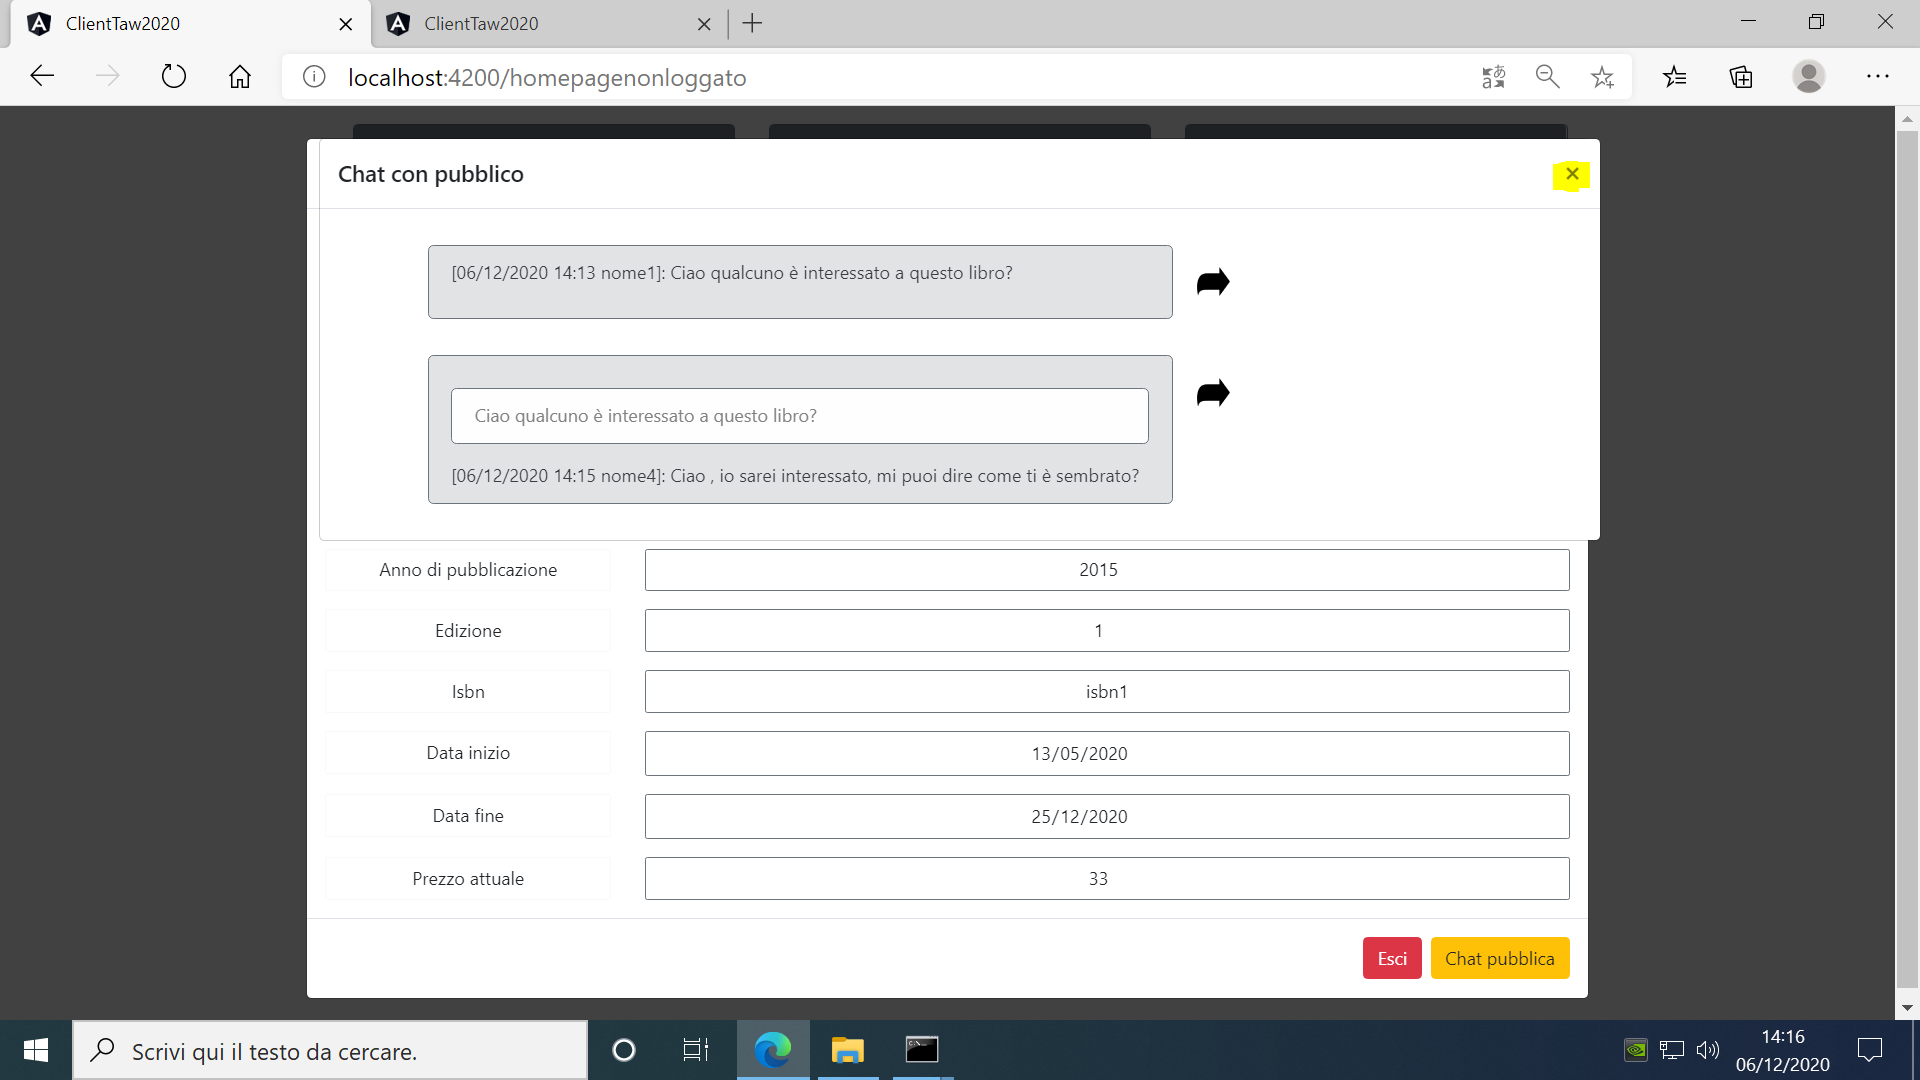 ClientTaw2020
ClientTaw2020
localhost:4200/homepagenonloggato
Chat con pubblico
[06/12/2020 14:13 nome1]: Ciao qualcuno è interessato a questo libro?
Ciao qualcuno è interessato a questo libro?
[06/12/2020 14:15 nome4]: Ciao , io sarei interessato, mi puoi dire come ti è sembrato?
Anno di pubblicazione 2015
Edizione 1
Isbn isbn1
Data inizio 13/05/2020
Data fine 25/12/2020
Prezzo attuale 33
Esci Chat pubblica
Scrivi qui il testo da cercare.
14:16
06/12/2020